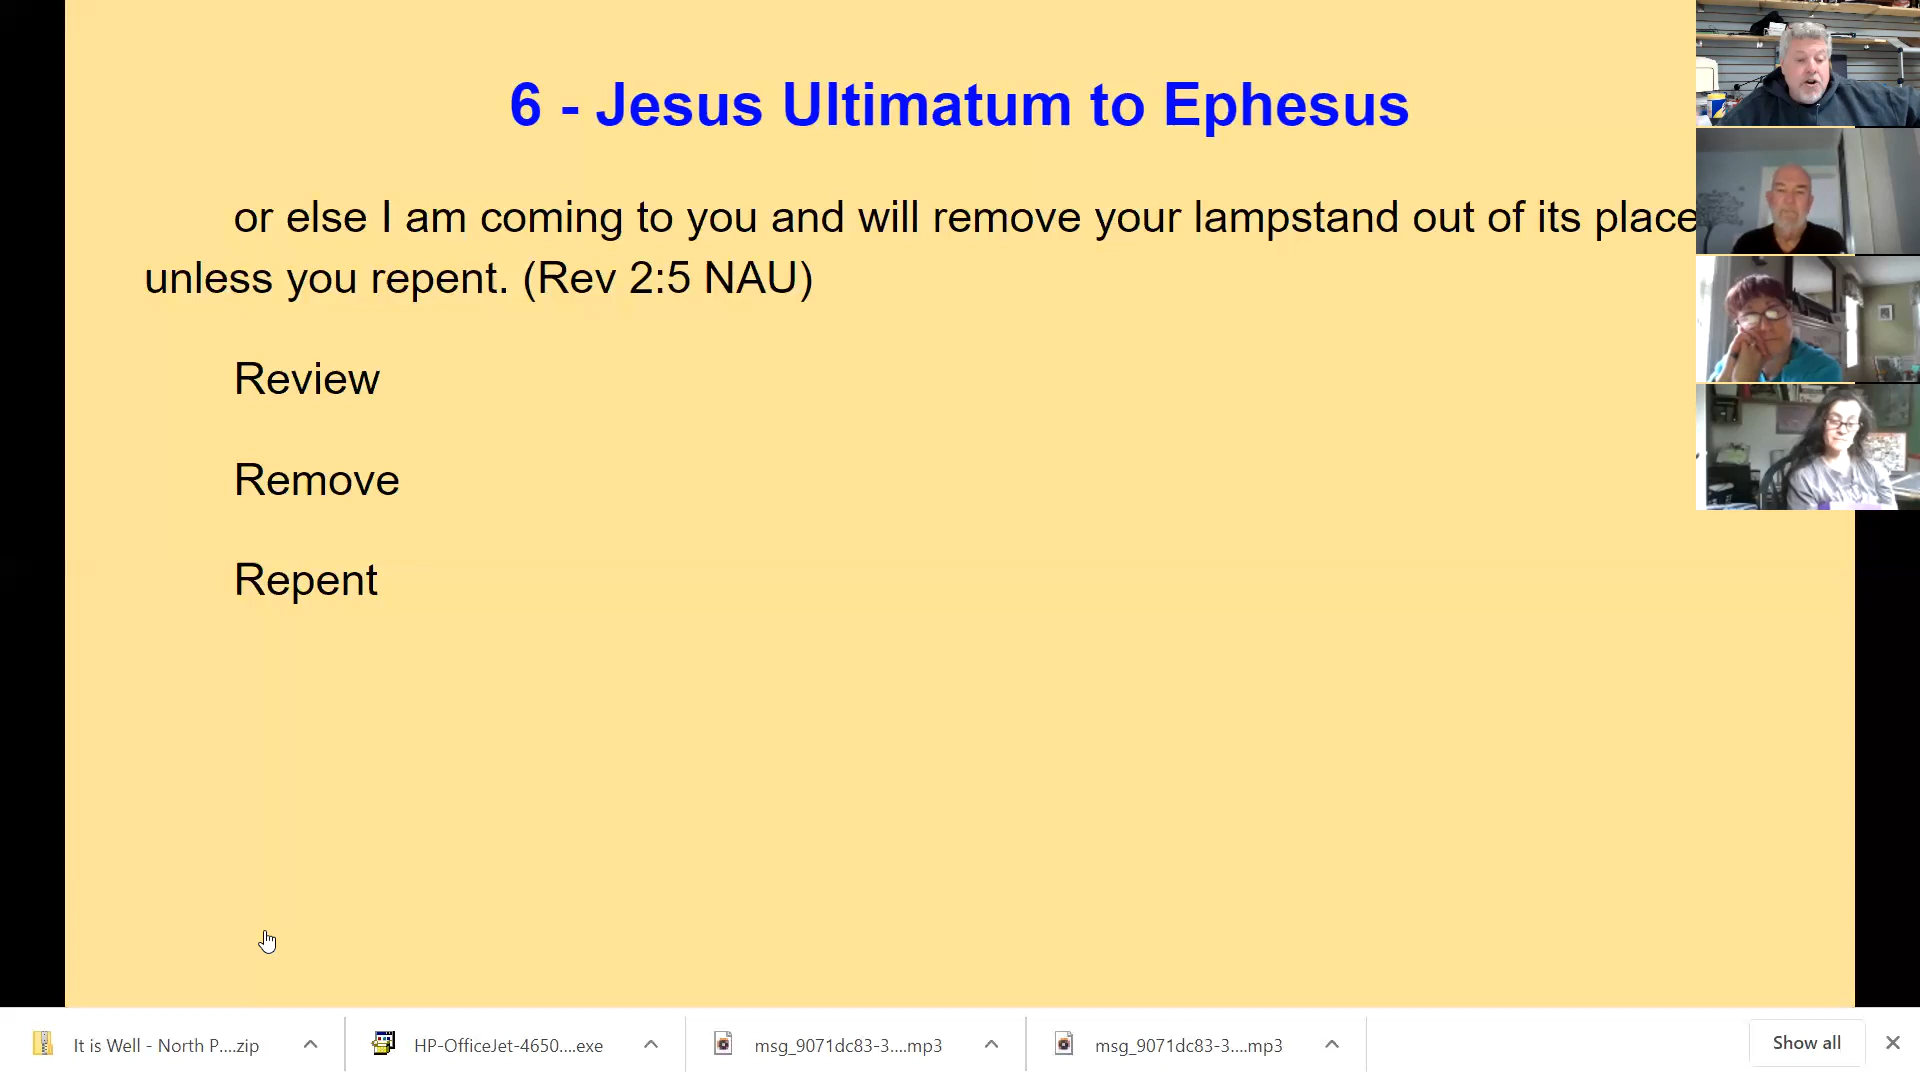 6 - Jesus Ultimatum to Ephesus
or else I am coming to you and will remove your lampstand out of its place
unless you repent. (Rev 2:5 NAU)
Review
Remove
Repent
It is Well - North P....zip
HP-OfficeJet-4650....exe
msg_9071dc83-3....mp3
msg_9071dc83-3....mp3
Show all